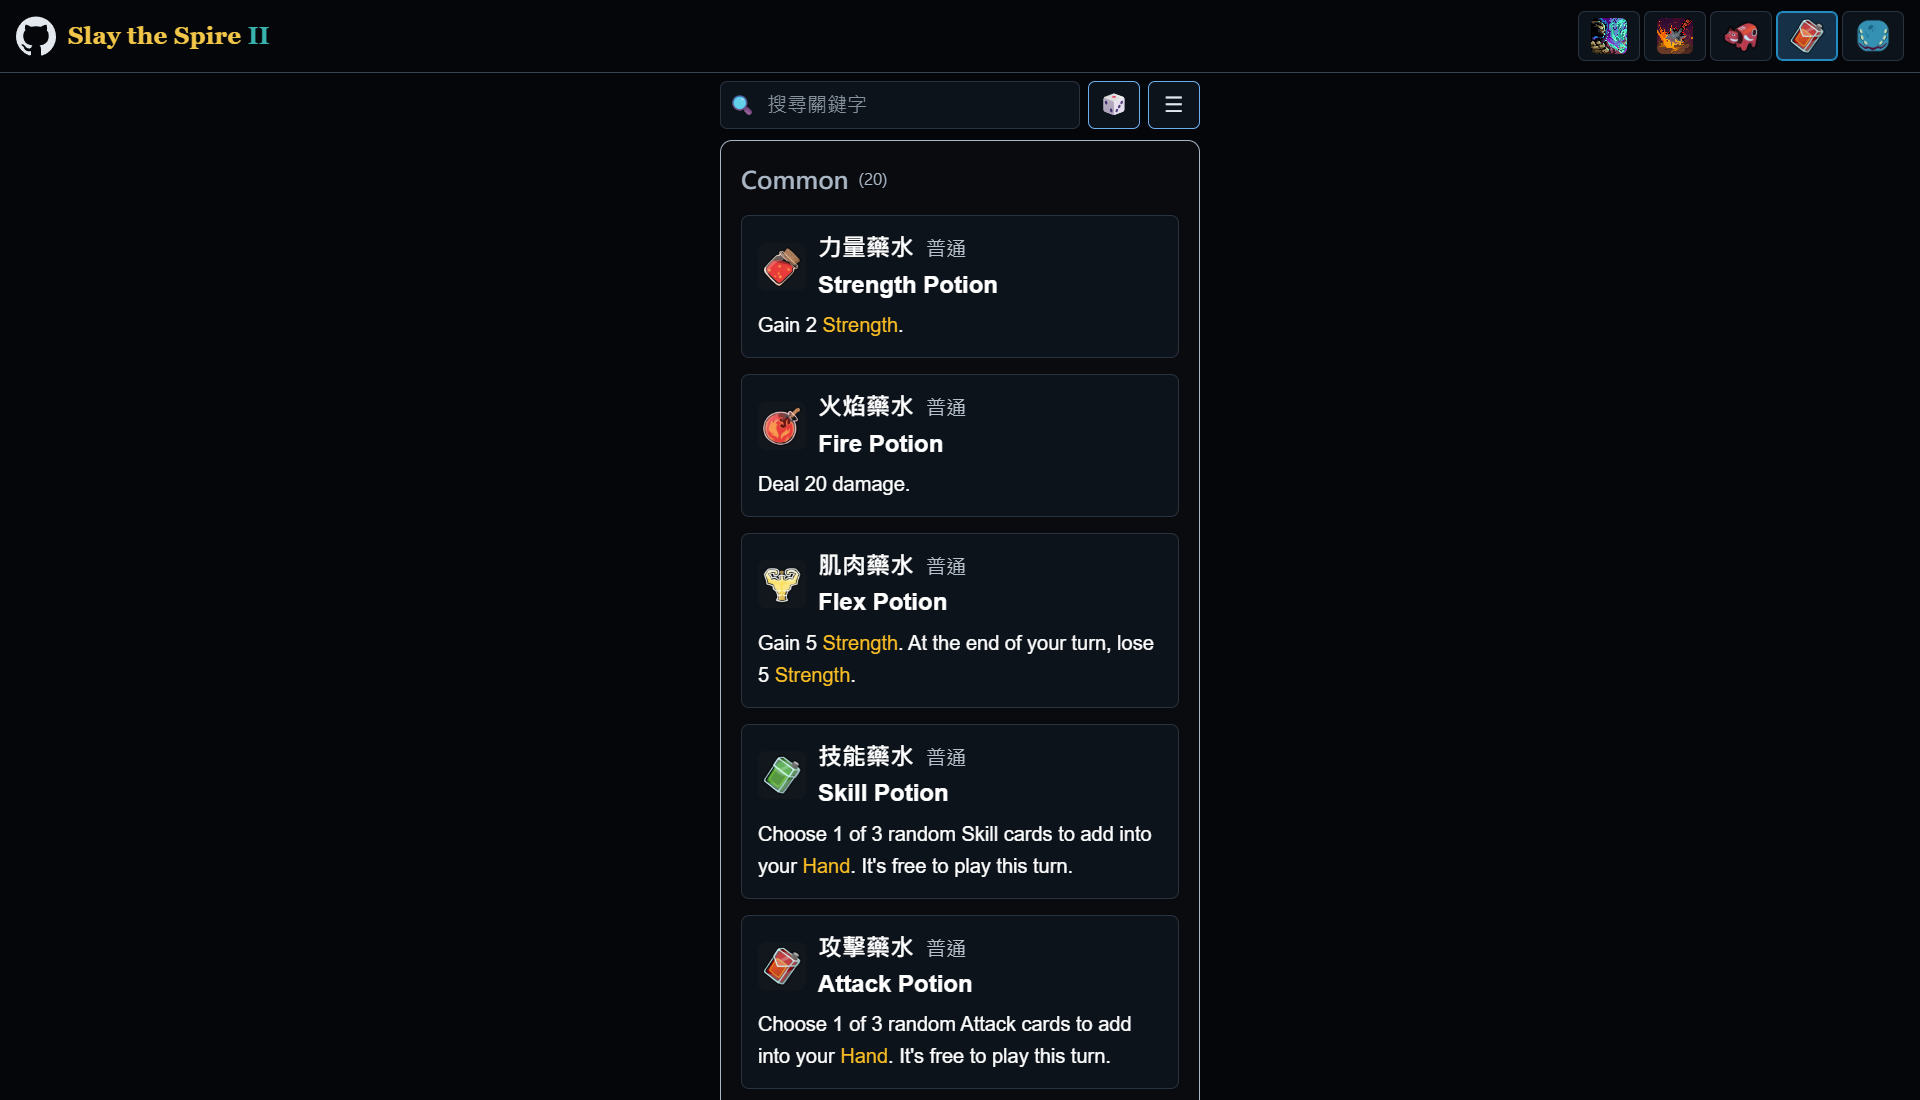 Slay the Spire II
搜尋關鍵字
Common (20)
力量藥水 普通
Strength Potion
Gain 2 Strength.
火焰藥水 普通
Fire Potion
Deal 20 damage.
肌肉藥水 普通
Flex Potion
Gain 5 Strength. At the end of your turn, lose
5 Strength.
技能藥水 普通
Skill Potion
Choose 1 of 3 random Skill cards to add into
your Hand. It's free to play this turn.
攻擊藥水 普通
Attack Potion
Choose 1 of 3 random Attack cards to add
into your Hand. It's free to play this turn.